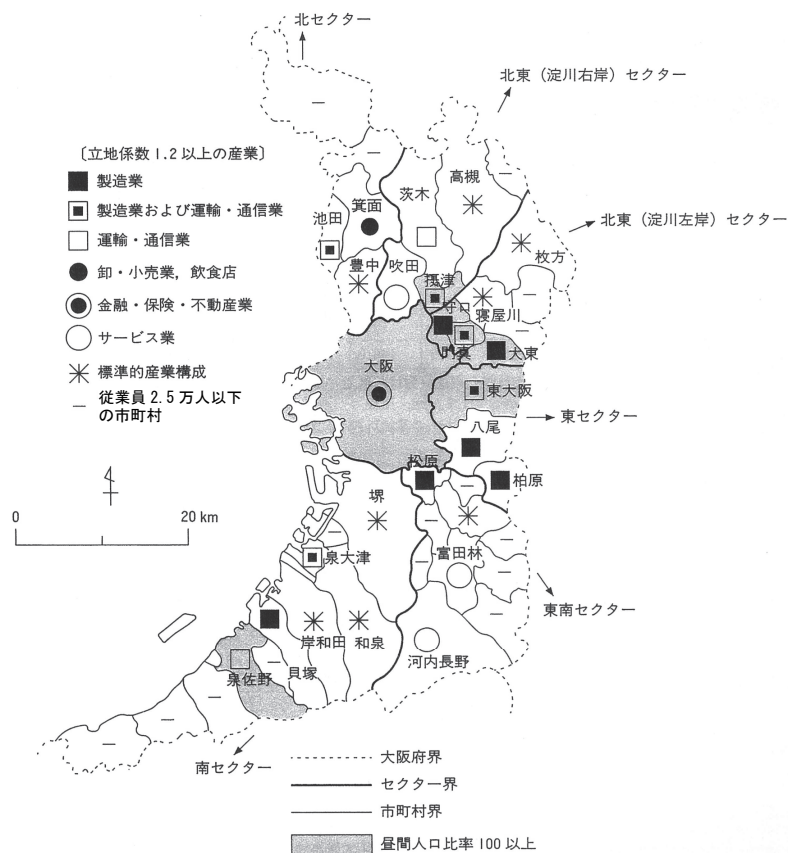 北セクター
北東（淀川右岸）セクター
〔立地係数1.2以上の産業〕
製造業
製造業および運輸・通信業
運輸・通信業
卸・小売業，飲食店
金融・保険・不動産業
サービス業
標準的産業構成
従業員2.5万人以下
の市町村
高槻
茨木
箕面
池田
北東（淀川左岸）セクター
枚方
豊中
吹田
摂津
守口
寝屋川
門真
大東
大阪
東大阪
東セクター
八尾
松原
柏原
堺
0
20 km
泉大津
富田林
東南セクター
岸和田
和泉
河内長野
貝塚
泉佐野
南セクター
大阪府界
セクター界
市町村界
昼間人口比率100以上